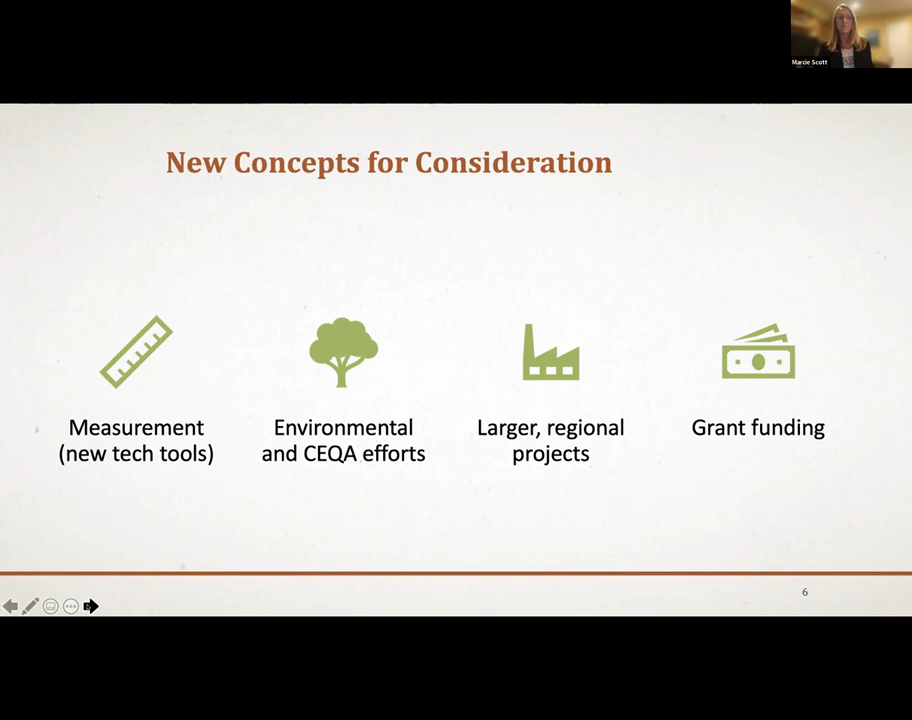 Marcie Scott
New Concepts for Consideration
Measurement
(new tech tools)
Environmental
and CEQA efforts
Larger, regional
projects
Grant funding
6